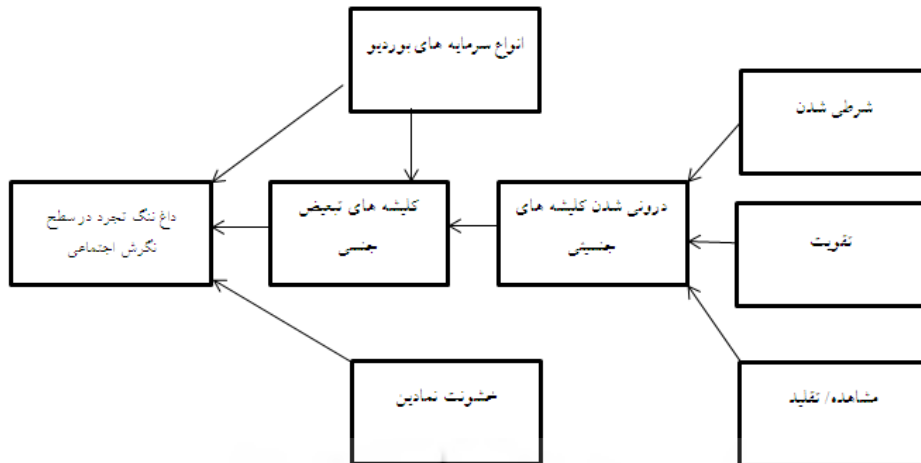 انواع سرمایه های بوردیو
شرطی شدن
درونی شدن کلیشه های
جنسیتی
کلیشه های تبعیض
جنسی
داغ ننگ تجرد در سطح
نگرش اجتماعی
تقویت
خشونت نمادین
مشاهده/ تقلید